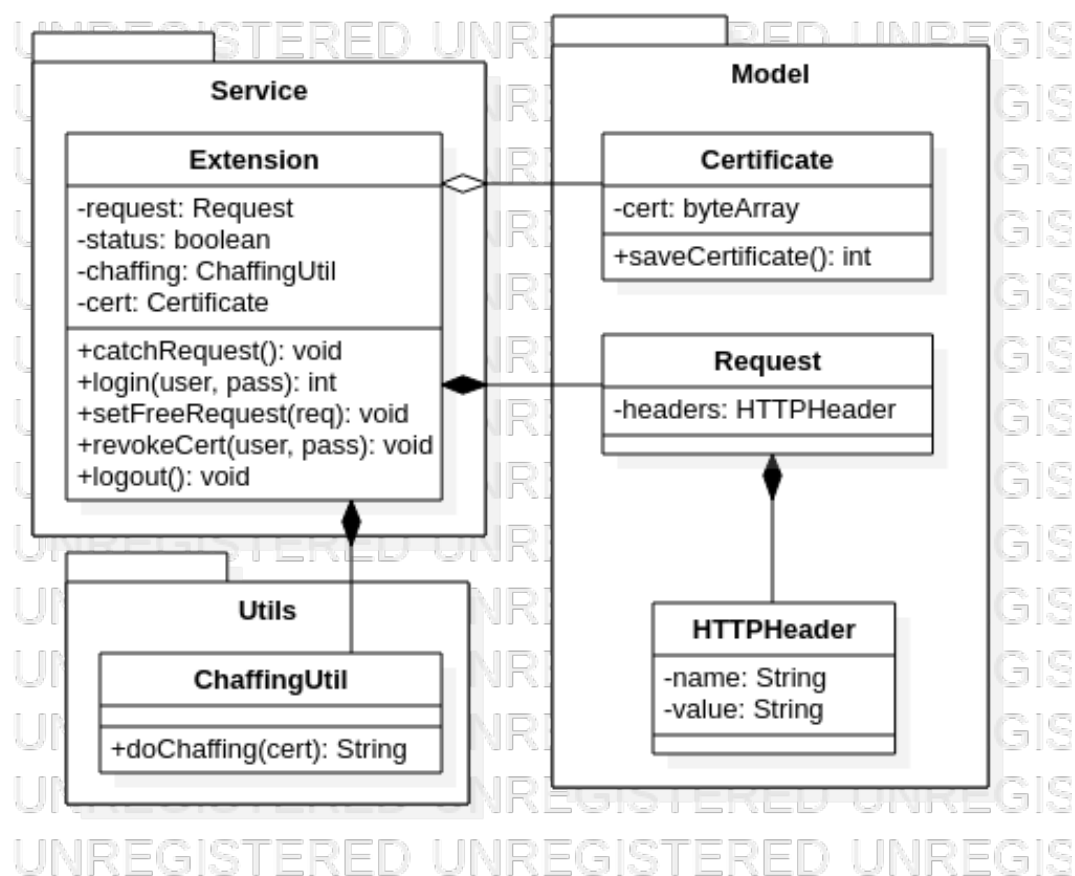 Service
Extension
-request: Request
-status: boolean
-chaffing: ChaffingUtil
-cert: Certificate
+catchRequest(): void
+login(user, pass): int
+setFreeRequest(req): void
+revokeCert(user, pass): void
+logout(): void
Utils
ChaffingUtil
+doChaffing(cert): String
Model
Certificate
-cert: byteArray
+saveCertificate(): int
Request
-headers: HTTPHeader
HTTPHeader
-name: String
-value: String
UNREGISTERED UNREGISTERED UNREGIS